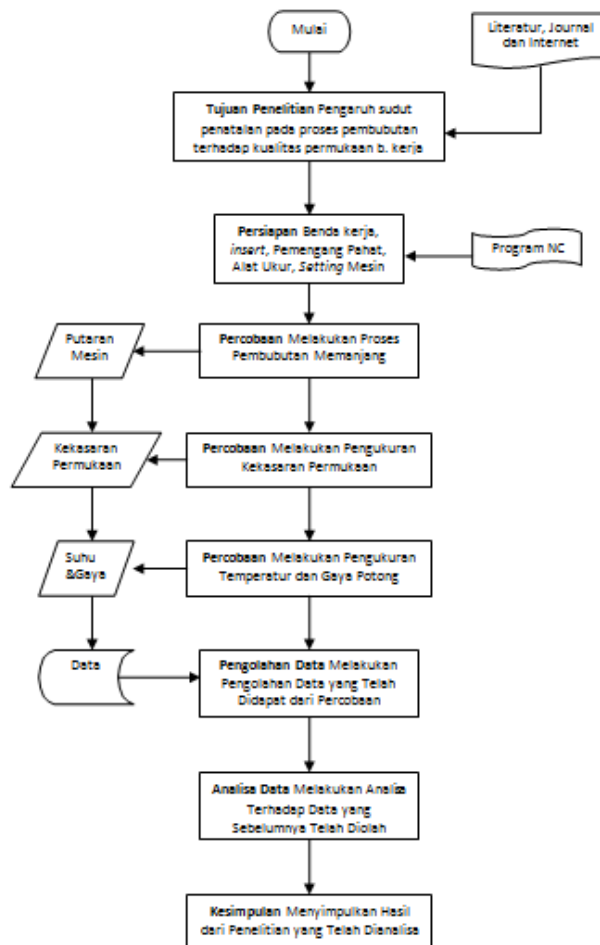 Mulai
Literatur, Journal
dan Internet
Tujuan Penelitian Pengaruh sudut
penatalan pada proses pembubutan
terhadap kualitas permukaan b. kerja
Persiapan Benda kerja,
insert, Pemengang Pahat,
Alat Ukur, Setting Mesin
Program NC
Putaran
Mesin
Percobaan Melakukan Proses
Pembubutan Memanjang
Kekasaran
Permukaan
Percobaan Melakukan Pengukuran
Kekasaran Permukaan
Suhu
&Gaya
Percobaan Melakukan Pengukuran
Temperatur dan Gaya Potong
Data
Pengolahan Data Melakukan
Pengolahan Data yang Telah
Didapat dari Percobaan
Analisa Data Melakukan Analisa
Terhadap Data yang
Sebelumnya Telah Diolah
Kesimpulan Menyimpulkan Hasil
dari Penelitian yang Telah Dianalisa